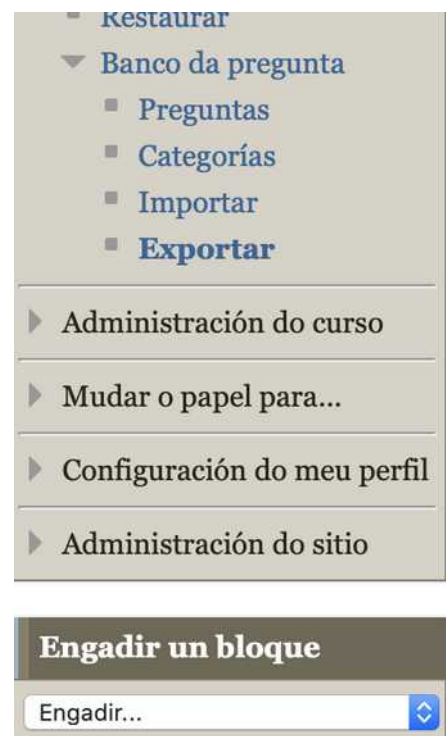 Restaurar
Banco da pregunta
Preguntas
Categorías
Importar
Exportar
Administración do curso
Mudar o papel para...
Configuración do meu perfil
Administración do sitio
Engadir un bloque
Engadir...